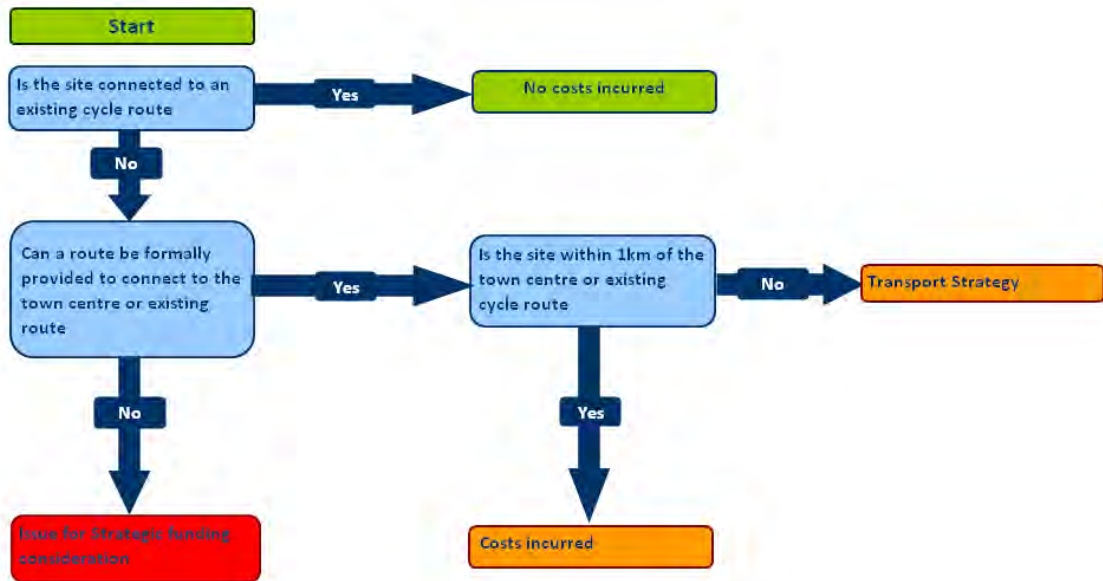 Start
Is the site connected to an
existing cycle route
Yes
No costs incurred
No
Can a route be formally
provided to connect to the
town centre or existing
route
Yes
Is the site within 1km of the
town centre or existing
cycle route
No
Transport Strategy
No
Yes
Issue for Strategic funding
consideration
Costs incurred